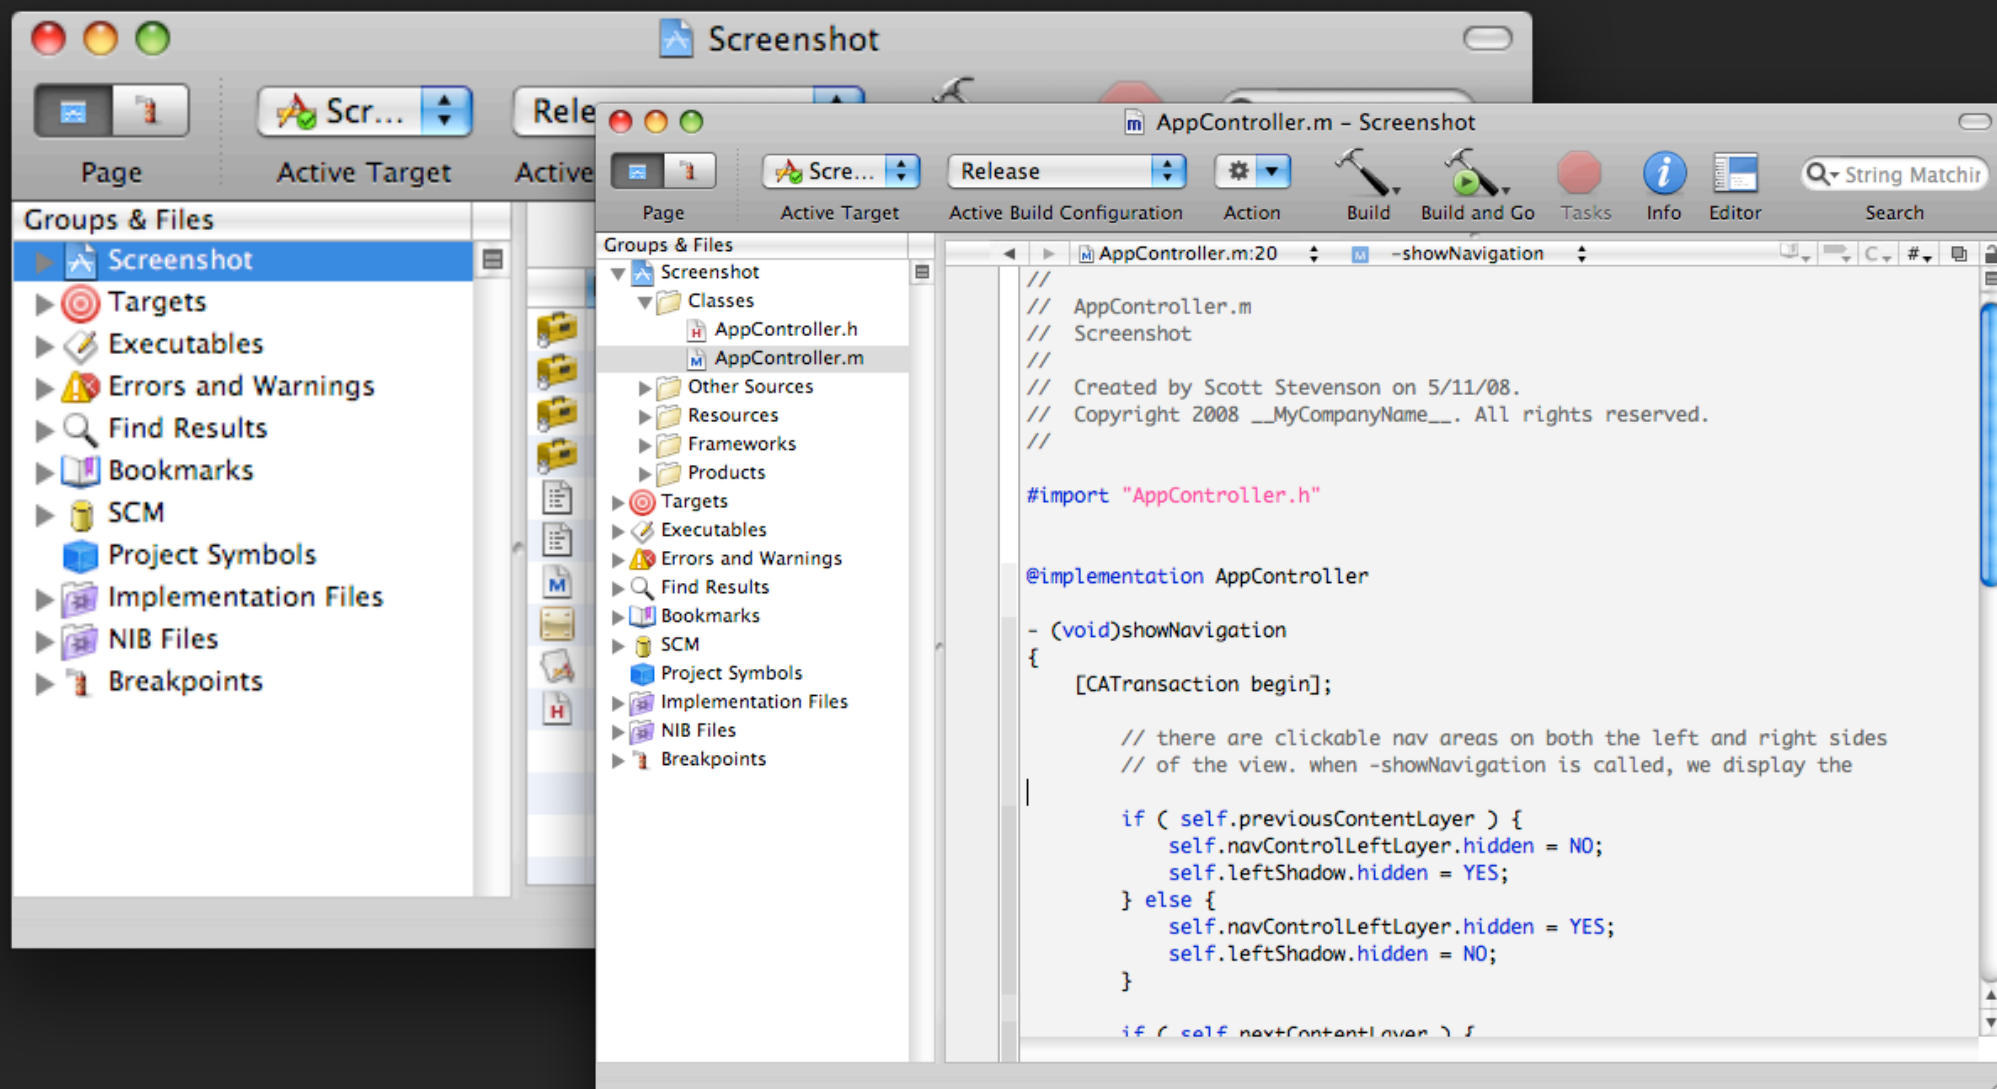 Screenshot
Scr...
Rele
Page
Active Target
Active
Groups & Files
Screenshot
Targets
Executables
Errors and Warnings
Find Results
Bookmarks
SCM
Project Symbols
Implementation Files
NIB Files
Breakpoints
AppController.m – Screenshot
Scre...
Release
String Matchin
Page
Active Target
Active Build Configuration
Action
Build
Build and Go
Tasks
Info
Editor
Search
Groups & Files
Screenshot
Classes
AppController.h
AppController.m
Other Sources
Resources
Frameworks
Products
Targets
Executables
Errors and Warnings
Find Results
Bookmarks
SCM
Project Symbols
Implementation Files
NIB Files
Breakpoints
AppController.m:20 -showNavigation C #
//
// AppController.m
// Screenshot
//
// Created by Scott Stevenson on 5/11/08.
// Copyright 2008 __MyCompanyName__. All rights reserved.
//
#import "AppController.h"
@implementation AppController
- (void)showNavigation
{
[CATransaction begin];
// there are clickable nav areas on both the left and right sides
// of the view. when -showNavigation is called, we display the
if ( self.previousContentLayer ) {
self.navControlLeftLayer.hidden = NO;
self.leftShadow.hidden = YES;
} else {
self.navControlLeftLayer.hidden = YES;
self.leftShadow.hidden = NO;
}
if ( self.nextContentLayer ) {